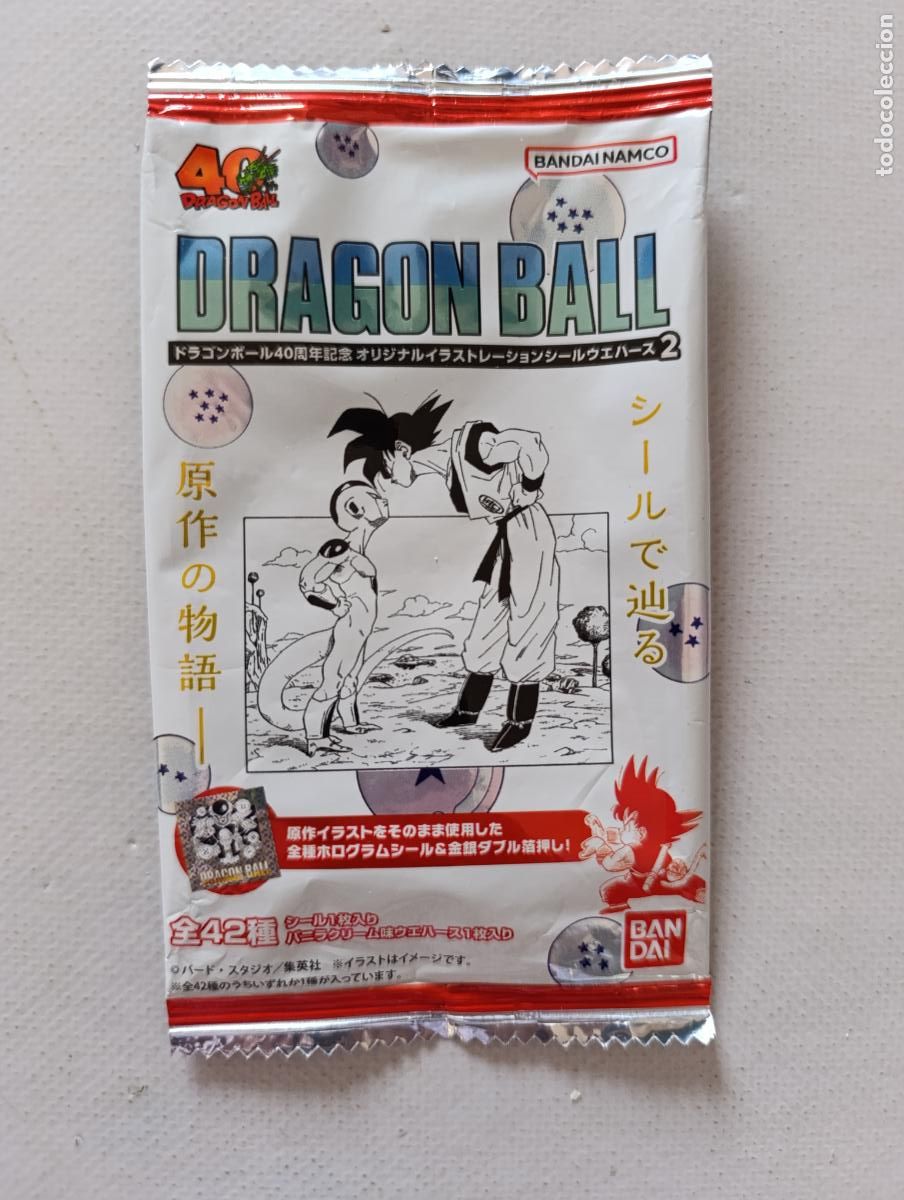 todocoleccion
40th
DRAGON BALL
BANDAI NAMCO
DRAGON BALL
ドラゴンボール40周年記念 オリジナルイラストレーションシールウエハース2
シールで辿る
原作の物語―
原作イラストをそのまま使用した
全種ホログラムシール&金銀ダブル箔押し!
DRAGON BALL
全42種
シール1枚入り
バニラクリーム味ウエハース1枚入り
BAN
DAI
©バード・スタジオ/集英社 ※イラストはイメージです。
※全42種のうちいずれか1種が入っています。